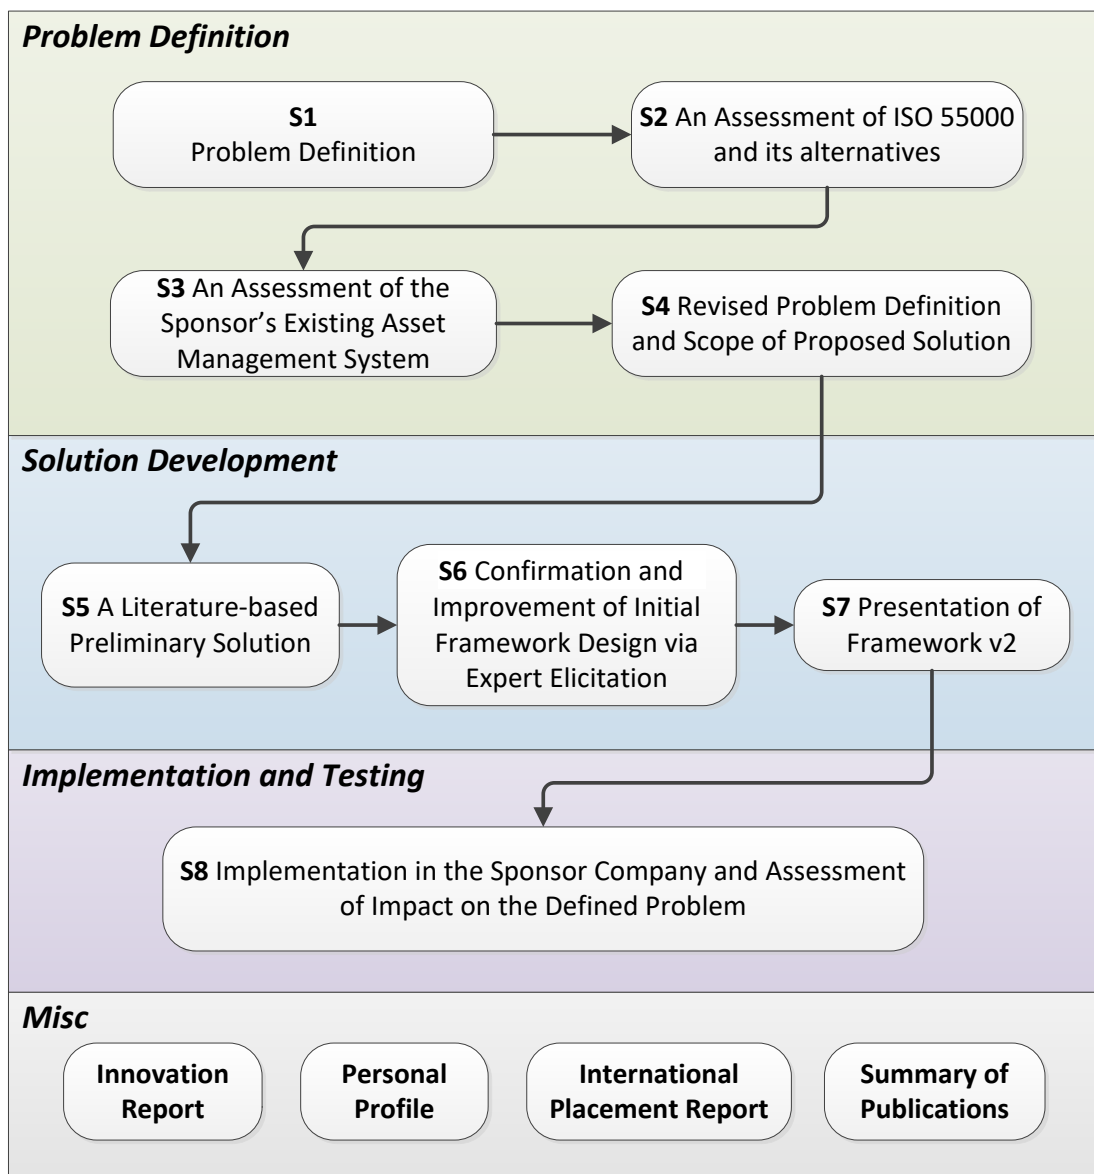 Problem Definition
S1
Problem Definition
S2 An Assessment of ISO 55000
and its alternatives
S3 An Assessment of the
Sponsor’s Existing Asset
Management System
S4 Revised Problem Definition
and Scope of Proposed Solution
Solution Development
S5 A Literature-based
Preliminary Solution
S6 Confirmation and
Improvement of Initial
Framework Design via
Expert Elicitation
S7 Presentation of
Framework v2
Implementation and Testing
S8 Implementation in the Sponsor Company and Assessment
of Impact on the Defined Problem
Misc
Innovation
Report
Personal
Profile
International
Placement Report
Summary of
Publications